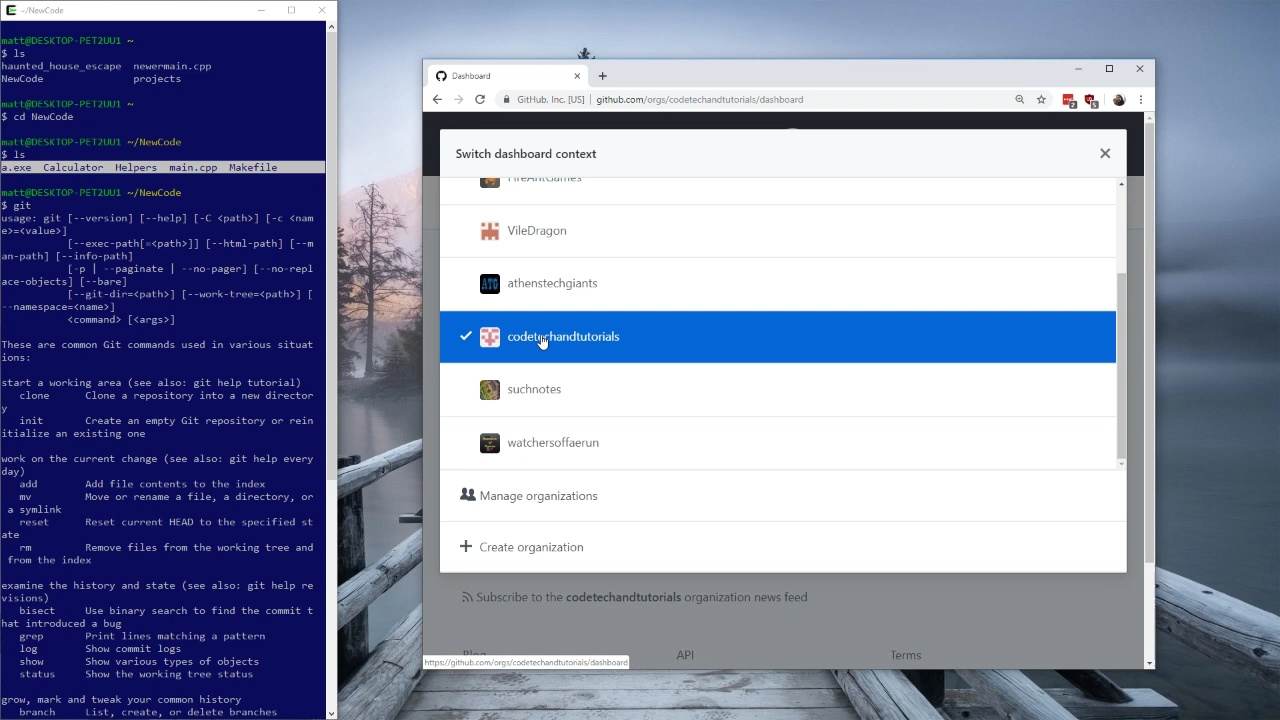 ~/NewCode
matt@DESKTOP-PET2UU1 ~
$ ls
haunted_house_escape  newermain.cpp
NewCode               projects
matt@DESKTOP-PET2UU1 ~
$ cd NewCode
matt@DESKTOP-PET2UU1 ~/NewCode
$ ls
a.exe  Calculator  Helpers  main.cpp  Makefile
matt@DESKTOP-PET2UU1 ~/NewCode
$ git
usage: git [--version] [--help] [-C <path>] [-c <nam
e>=<value>]
           [--exec-path[=<path>]] [--html-path] [--m
an-path] [--info-path]
           [-p | --paginate | --no-pager] [--no-repl
ace-objects] [--bare]
           [--git-dir=<path>] [--work-tree=<path>] [
--namespace=<name>]
           <command> [<args>]
These are common Git commands used in various situat
ions:
start a working area (see also: git help tutorial)
   clone      Clone a repository into a new director
y
   init       Create an empty Git repository or rein
itialize an existing one
work on the current change (see also: git help every
day)
   add        Add file contents to the index
   mv         Move or rename a file, a directory, or
 a symlink
   reset      Reset current HEAD to the specified st
ate
   rm         Remove files from the working tree and
 from the index
examine the history and state (see also: git help re
visions)
   bisect     Use binary search to find the commit t
hat introduced a bug
   grep       Print lines matching a pattern
   log        Show commit logs
   show       Show various types of objects
   status     Show the working tree status
grow, mark and tweak your common history
   branch     List, create, or delete branches
Dashboard
GitHub, Inc. [US] | github.com/orgs/codetechandtutorials/dashboard
2
5
Switch dashboard context
FireAntGames
VileDragon
ATG
athenstechgiants
codetechandtutorials
suchnotes
watchersoffaerun
Manage organizations
Create organization
Subscribe to the codetechandtutorials organization news feed
Blog API Terms
https://github.com/orgs/codetechandtutorials/dashboard